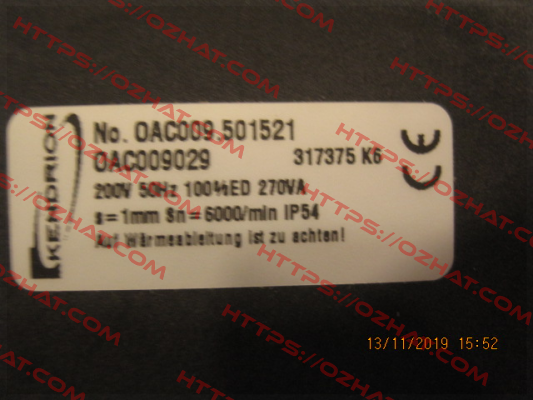 KENDRION
No. OAC009.501521
OAC009029 317375 K6
200V 50Hz 100%ED 270VA
s=1mm Sn=6000/min IP54
Auf Wärmeableitung ist zu achten!
CE
13/11/2019 15:52
HTTPS://OZHAT.COM